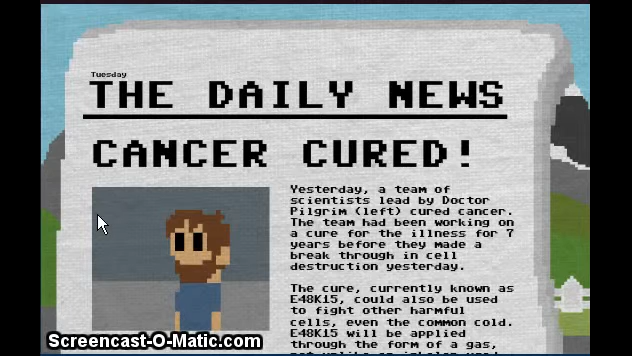 Tuesday
THE DAILY NEWS
CANCER CURED!
Yesterday, a team of
scientists lead by Doctor
Pilgrim (left) cured cancer.
The team had been working on
a cure for the illness for 7
years before they made a
break through in cell
destruction yesterday.
The cure, currently known as
E48K15, could also be used
to fight other harmful
cells, even the common cold.
E48K15 will be applied
through the form of a gas,
Screencast-O-Matic.com